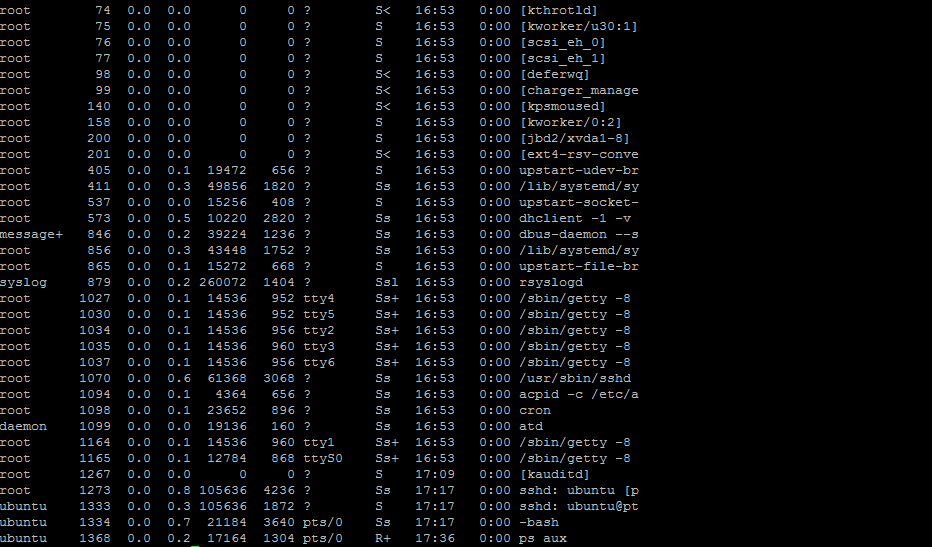 root        74  0.0  0.0      0     0 ?        S<   16:53   0:00 [kthrotld]
root        75  0.0  0.0      0     0 ?        S    16:53   0:00 [kworker/u30:1]
root        76  0.0  0.0      0     0 ?        S    16:53   0:00 [scsi_eh_0]
root        77  0.0  0.0      0     0 ?        S    16:53   0:00 [scsi_eh_1]
root        98  0.0  0.0      0     0 ?        S<   16:53   0:00 [deferwq]
root        99  0.0  0.0      0     0 ?        S<   16:53   0:00 [charger_manage
root       140  0.0  0.0      0     0 ?        S<   16:53   0:00 [kpsmoused]
root       158  0.0  0.0      0     0 ?        S    16:53   0:00 [kworker/0:2]
root       200  0.0  0.0      0     0 ?        S    16:53   0:00 [jbd2/xvda1-8]
root       201  0.0  0.0      0     0 ?        S<   16:53   0:00 [ext4-rsv-conve
root       405  0.0  0.1  19472   656 ?        S    16:53   0:00 upstart-udev-br
root       411  0.0  0.3  49856  1820 ?        Ss   16:53   0:00 /lib/systemd/sy
root       537  0.0  0.0  15256   408 ?        S    16:53   0:00 upstart-socket-
root       573  0.0  0.5  10220  2820 ?        Ss   16:53   0:00 dhclient -1 -v
message+   846  0.0  0.2  39224  1236 ?        Ss   16:53   0:00 dbus-daemon --s
root       856  0.0  0.3  43448  1752 ?        Ss   16:53   0:00 /lib/systemd/sy
root       865  0.0  0.1  15272   668 ?        S    16:53   0:00 upstart-file-br
syslog     879  0.0  0.2 260072  1404 ?        Ssl  16:53   0:00 rsyslogd
root      1027  0.0  0.1  14536   952 tty4     Ss+  16:53   0:00 /sbin/getty -8
root      1030  0.0  0.1  14536   952 tty5     Ss+  16:53   0:00 /sbin/getty -8
root      1034  0.0  0.1  14536   956 tty2     Ss+  16:53   0:00 /sbin/getty -8
root      1035  0.0  0.1  14536   960 tty3     Ss+  16:53   0:00 /sbin/getty -8
root      1037  0.0  0.1  14536   956 tty6     Ss+  16:53   0:00 /sbin/getty -8
root      1070  0.0  0.6  61368  3068 ?        Ss   16:53   0:00 /usr/sbin/sshd
root      1094  0.0  0.1   4364   656 ?        Ss   16:53   0:00 acpid -c /etc/a
root      1098  0.0  0.1  23652   896 ?        Ss   16:53   0:00 cron
daemon    1099  0.0  0.0  19136   160 ?        Ss   16:53   0:00 atd
root      1164  0.0  0.1  14536   960 tty1     Ss+  16:53   0:00 /sbin/getty -8
root      1165  0.0  0.1  12784   868 ttyS0    Ss+  16:53   0:00 /sbin/getty -8
root      1267  0.0  0.0      0     0 ?        S    17:09   0:00 [kauditd]
root      1273  0.0  0.8 105636  4236 ?        Ss   17:17   0:00 sshd: ubuntu [p
ubuntu    1333  0.0  0.3 105636  1872 ?        S    17:17   0:00 sshd: ubuntu@pt
ubuntu    1334  0.0  0.7  21184  3640 pts/0    Ss   17:17   0:00 -bash
ubuntu    1368  0.0  0.2  17164  1304 pts/0    R+   17:36   0:00 ps aux